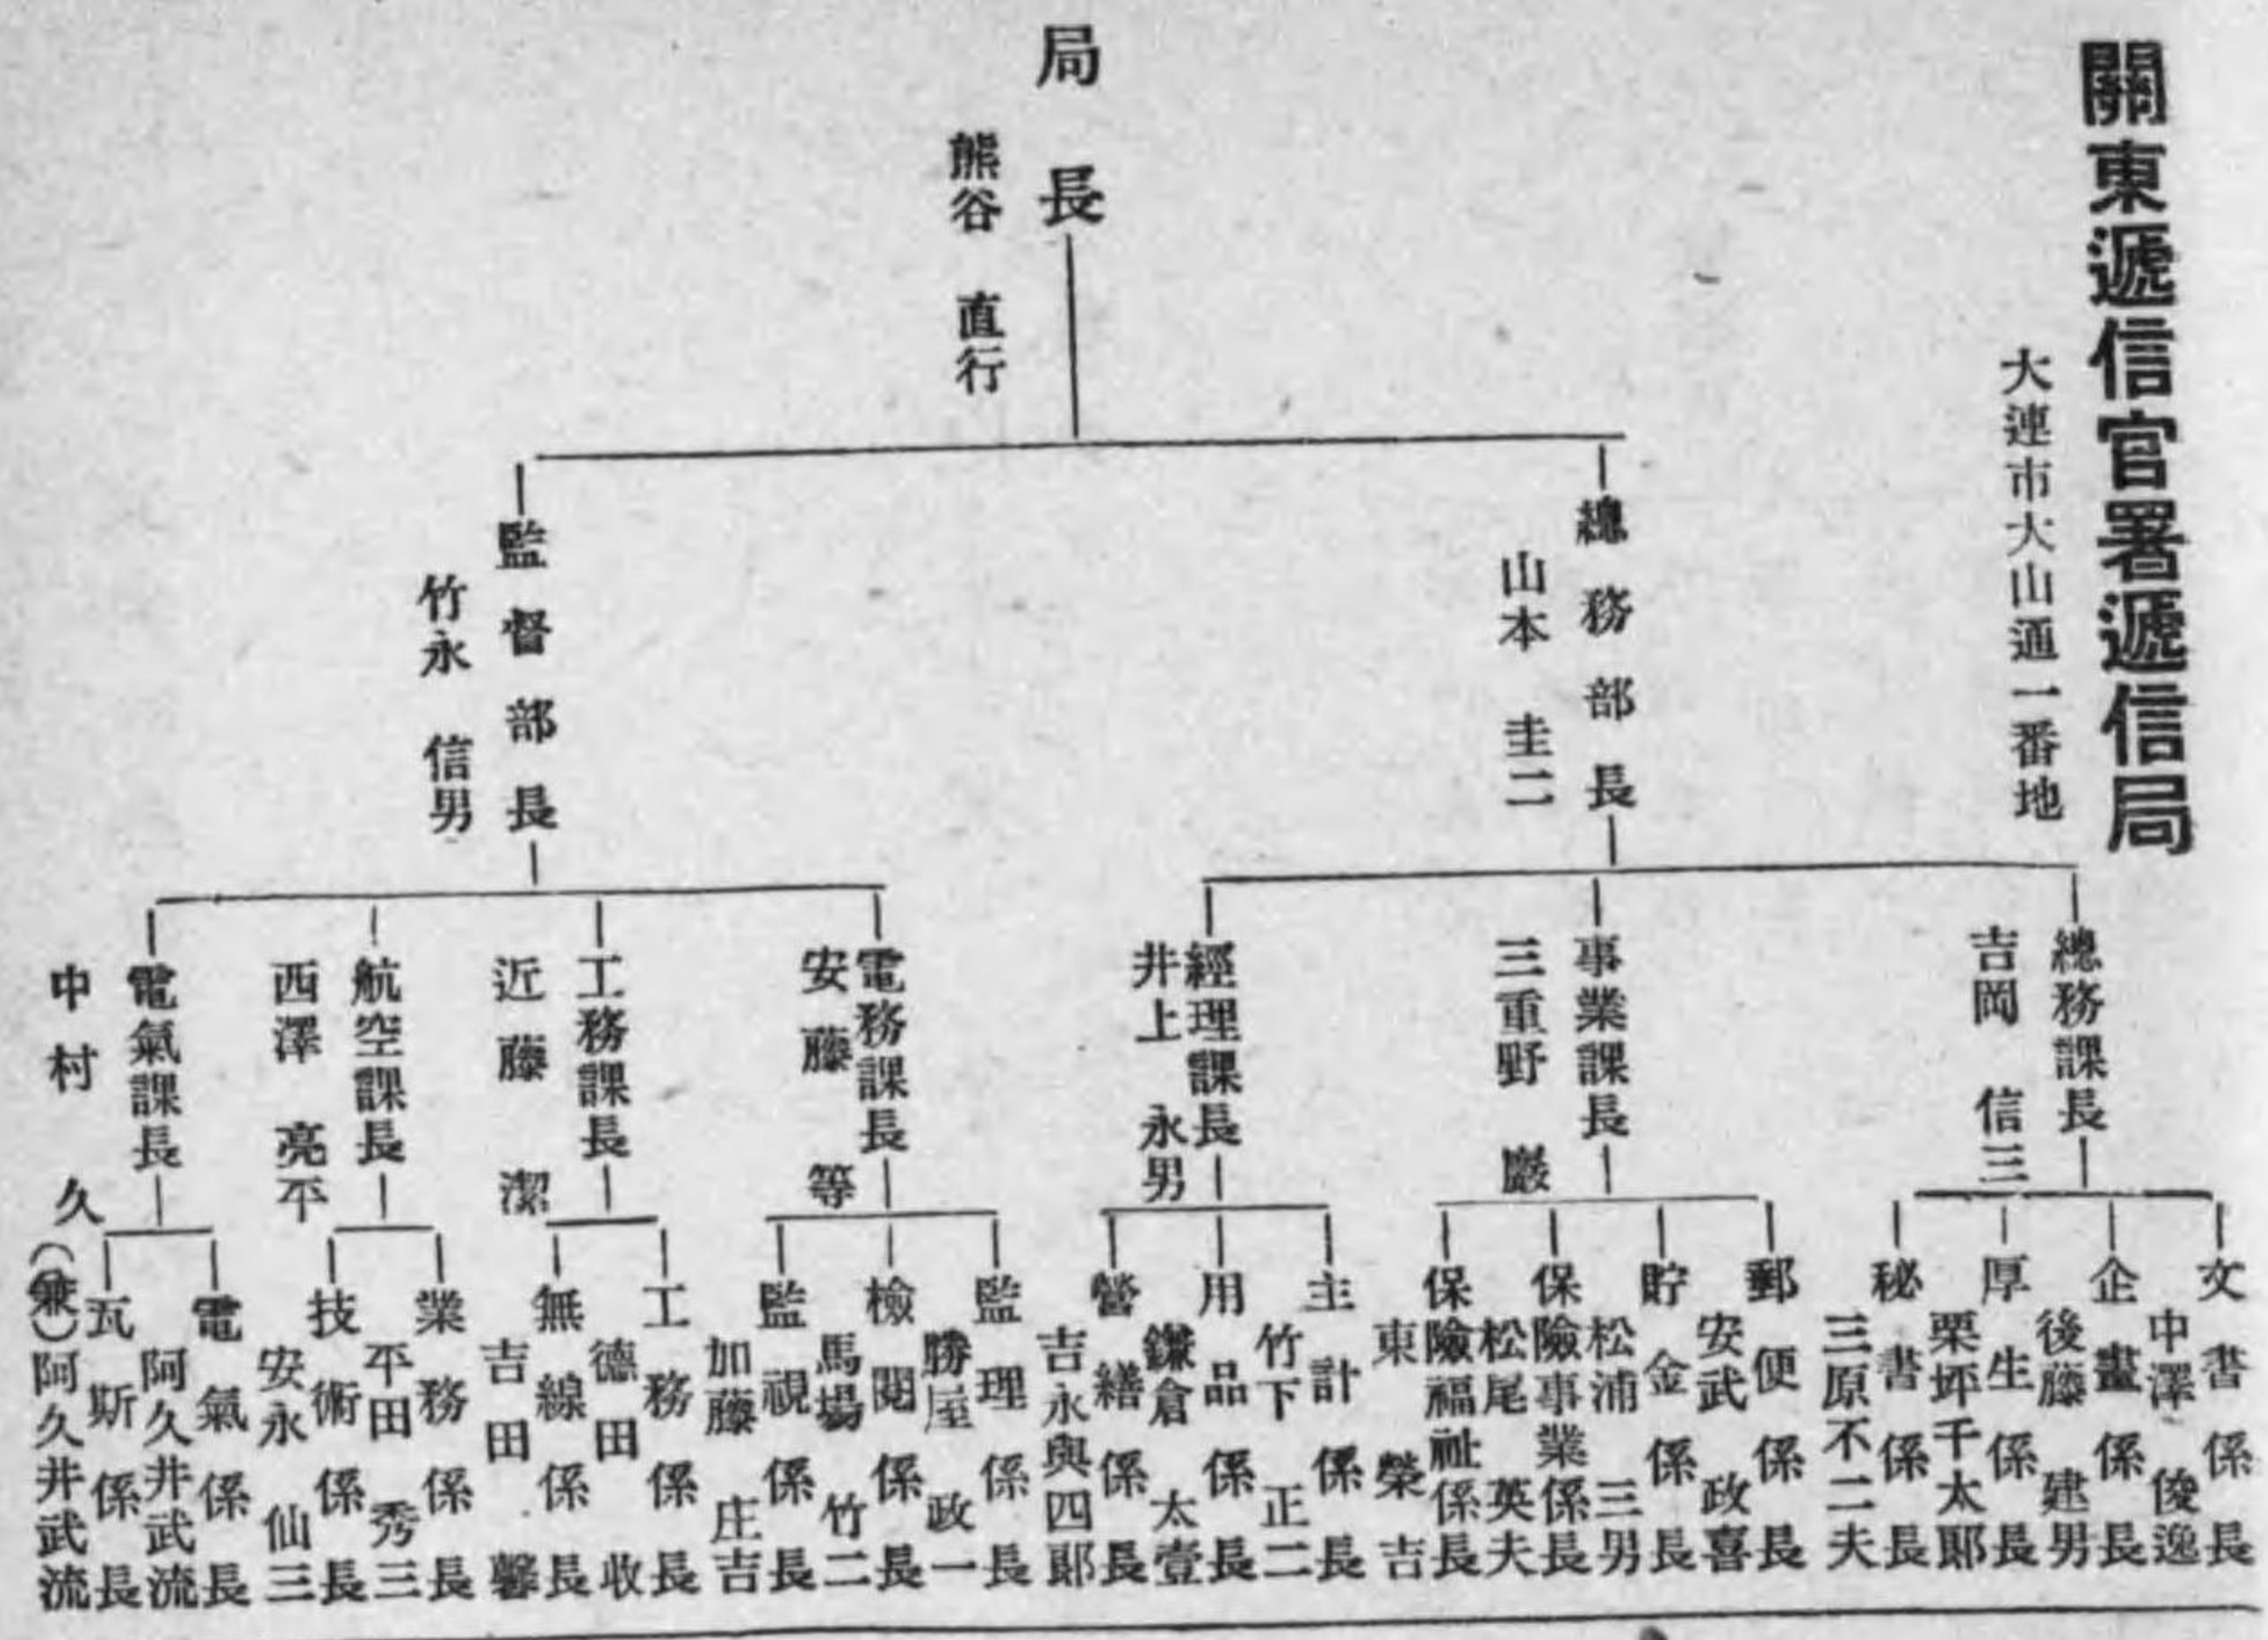 關東遞信官署遞信局
大連市大山通一番地
局長
熊谷直行
總務部長
山本圭二
總務課長
吉岡信三
文書係長
中澤俊逸
企畫係長
後藤建男
厚生係長
栗坪千太郎
秘書係長
三原不二夫
事業課長
三重野巖
郵便係長
安武政喜
貯金係長
松浦三男
保險事業係長
松尾英夫
保險福祉係長
東榮吉
經理課長
井上永男
主計係長
竹下正二
用品係長
鎌倉太壹
營繕係長
吉永與四郎
監督部長
竹永信男
電務課長
安藤等
監理係長
勝屋政一
檢閱係長
馬場竹二
監視係長
加藤庄吉
工務課長
近藤潔
工務係長
德田收
無線係長
吉田馨
航空課長
西澤亮平
業務係長
平田秀三
技術係長
安永仙三
電氣課長
中村久
電氣係長
阿久井武流
瓦斯係長
(兼)阿久井武流